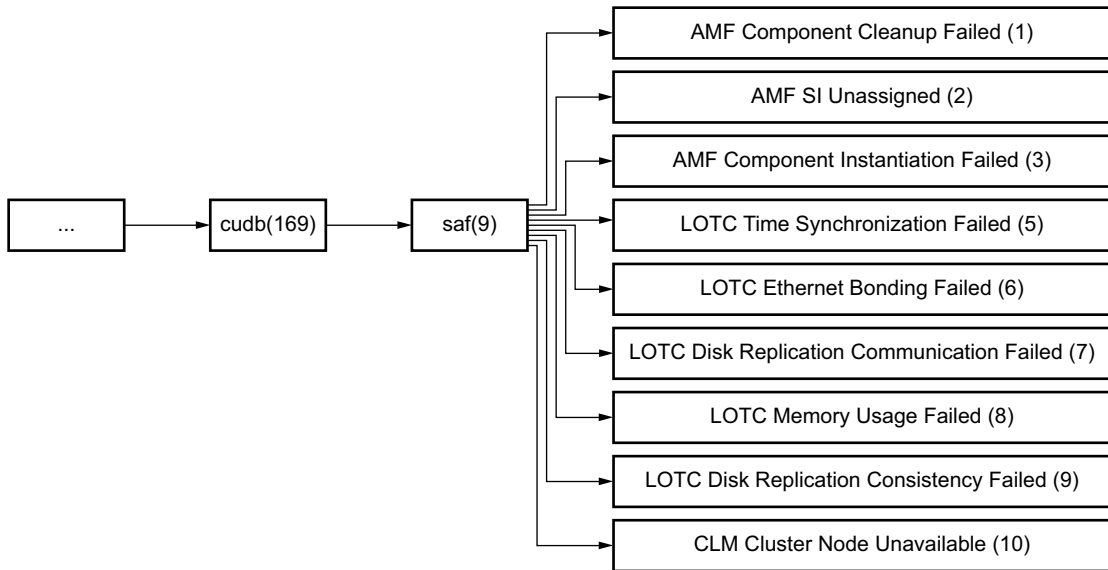 ...
cudb(169)
saf(9)
AMF Component Cleanup Failed (1)
AMF SI Unassigned (2)
AMF Component Instantiation Failed (3)
LOTC Time Synchronization Failed (5)
LOTC Ethernet Bonding Failed (6)
LOTC Disk Replication Communication Failed (7)
LOTC Memory Usage Failed (8)
LOTC Disk Replication Consistency Failed (9)
CLM Cluster Node Unavailable (10)